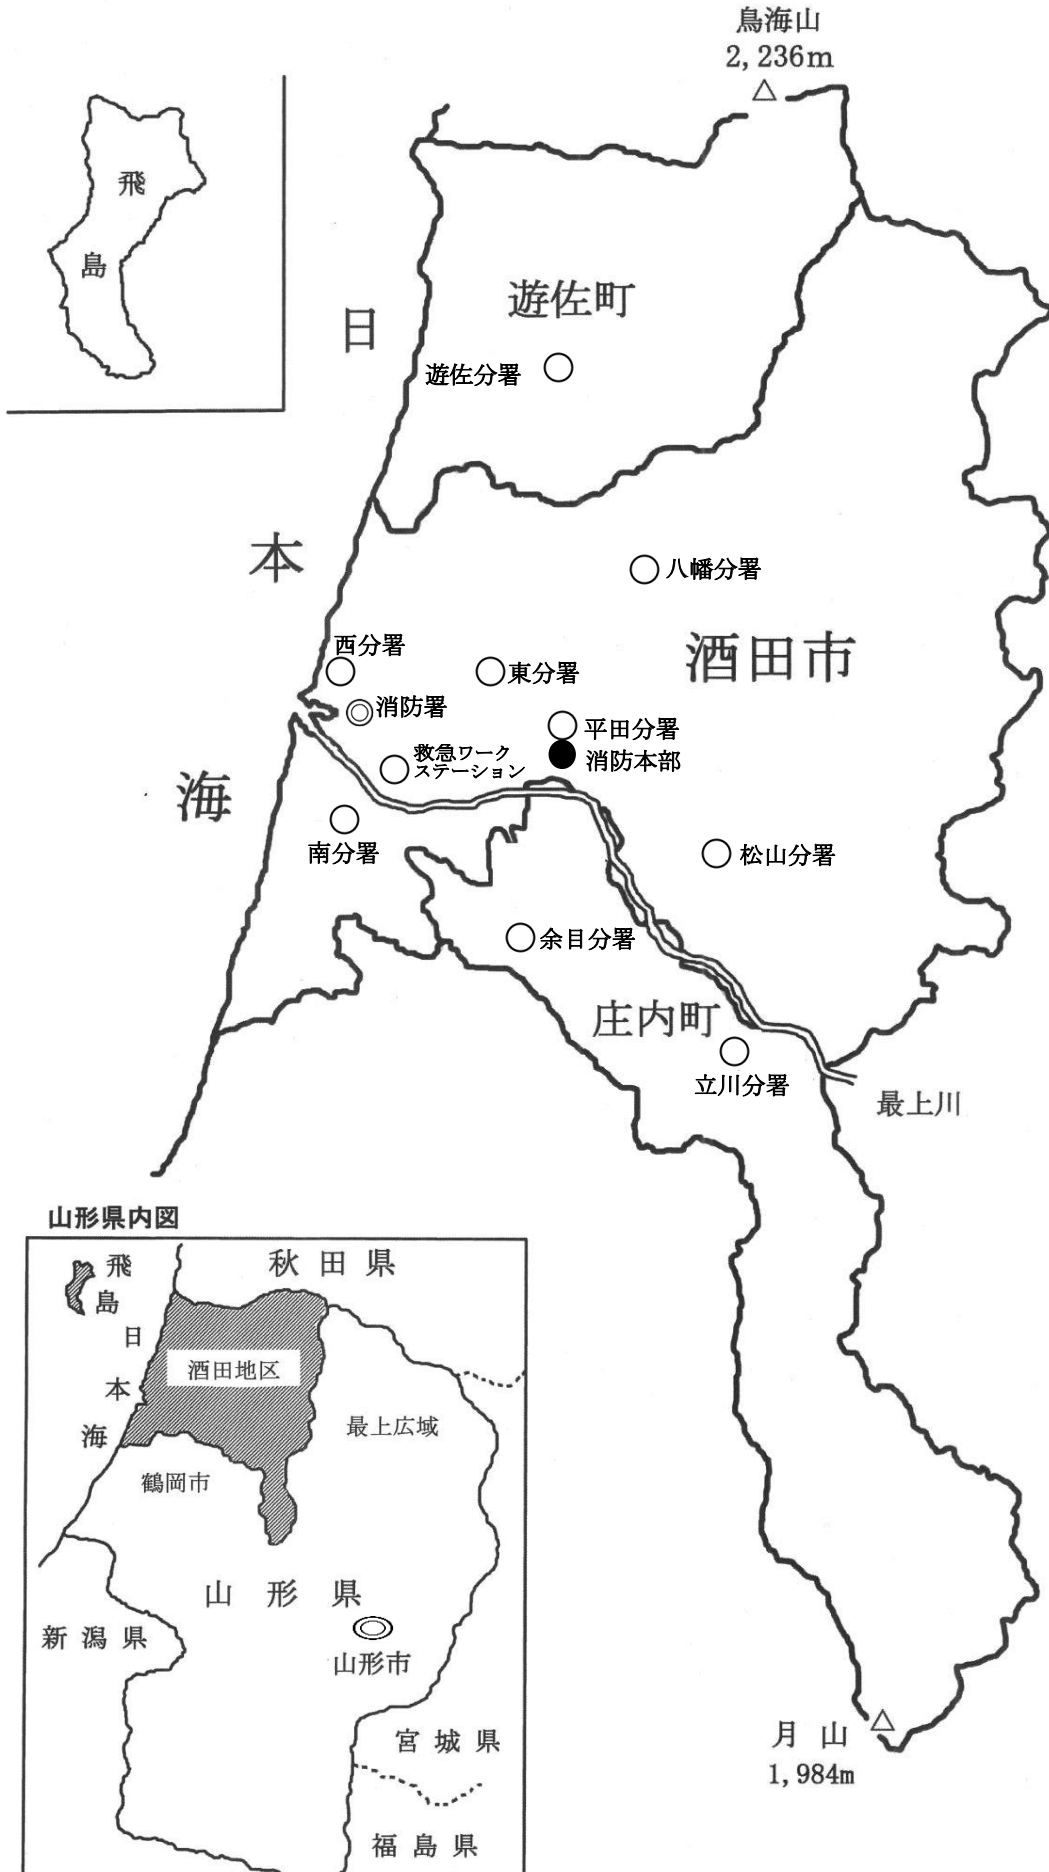 鳥海山
2,236m
飛
島
日
本
海
遊佐町
遊佐分署
八幡分署
酒田市
西分署
東分署
消防署
平田分署
消防本部
救急ワーク
ステーション
南分署
松山分署
余目分署
庄内町
立川分署
最上川
月山
1,984m
山形県内図
飛
島
日
本
海
秋田県
酒田地区
最上広域
鶴岡市
山形県
山形市
新潟県
宮城県
福島県